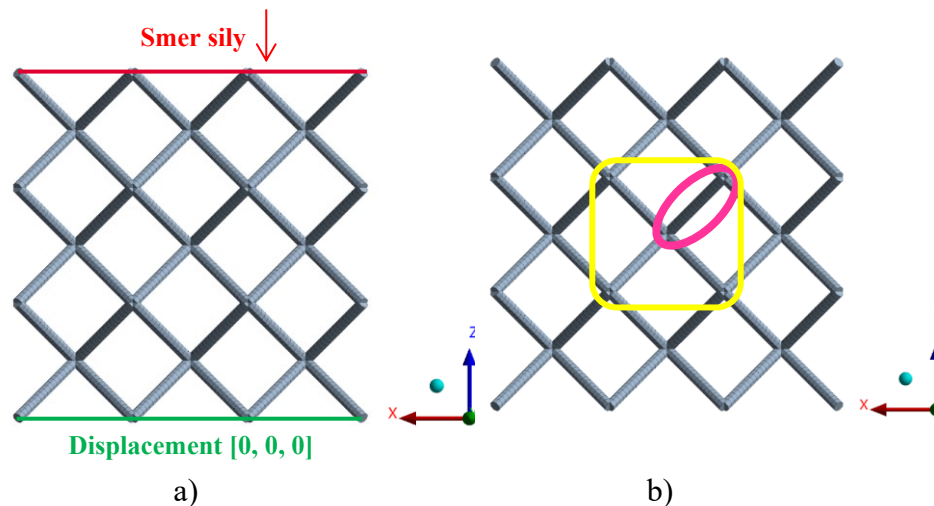 Smer sily
Z
X
X
Displacement [0, 0, 0]
a)
b)